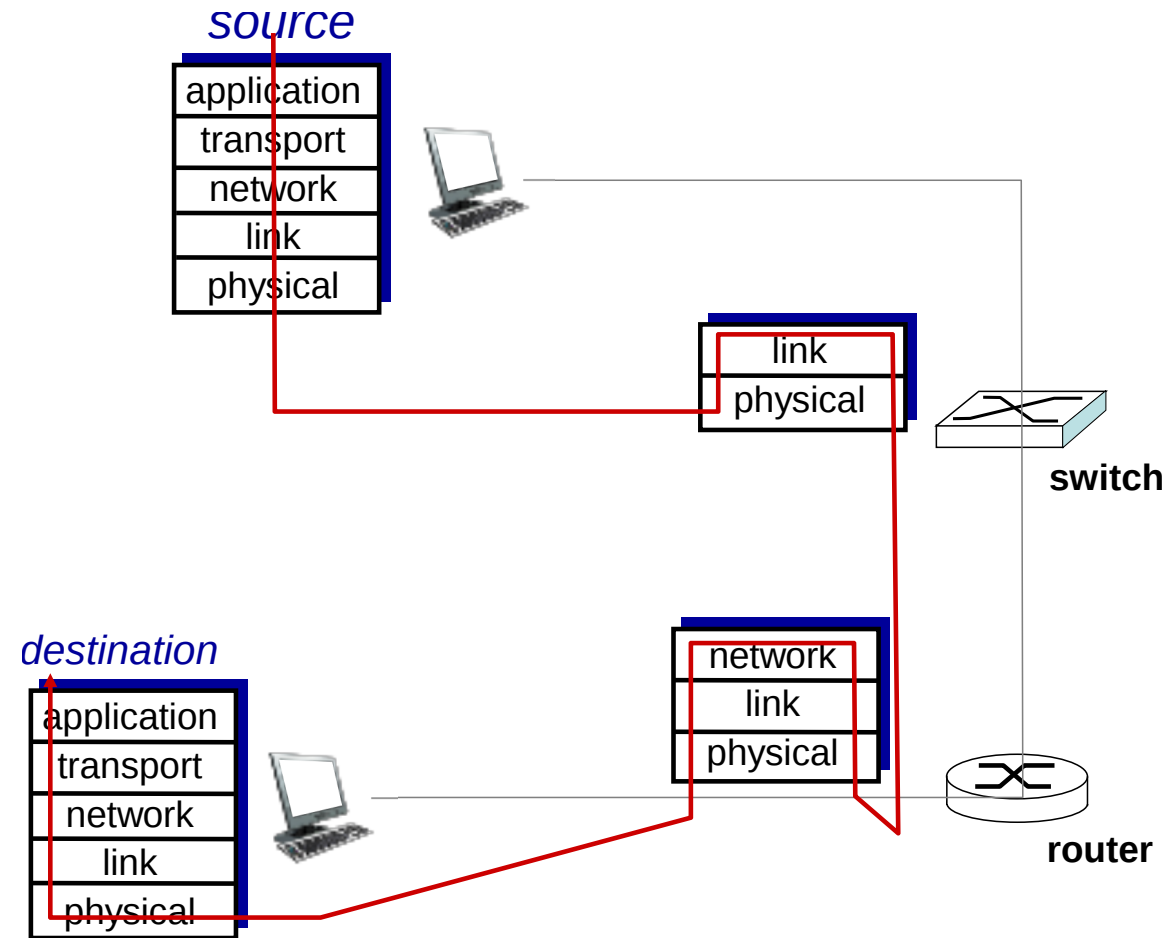 source
application
transport
network
link
physical
link
physical
switch
destination
application
transport
network
link
physical
network
link
physical
router